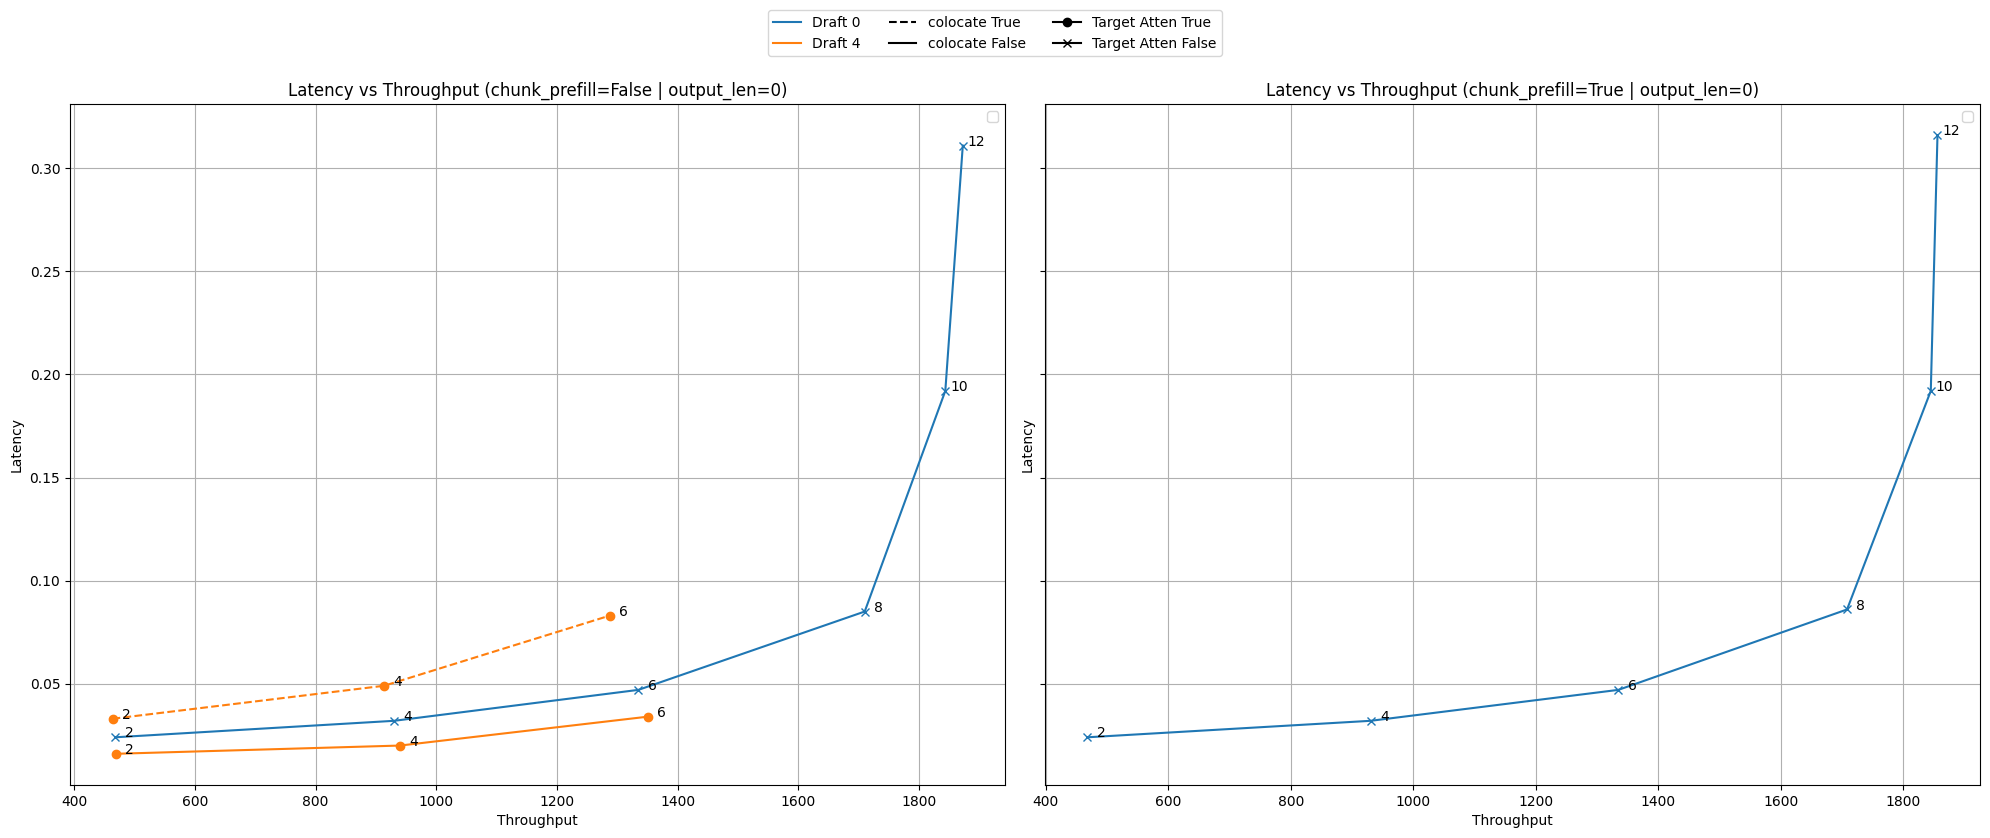 Draft 0
Draft 4
colocate True
colocate False
Target Atten True
Target Atten False
Latency vs Throughput (chunk_prefill=False | output_len=0)
Latency
0.30
0.25
0.20
0.15
0.10
0.05
12
10
8
6
6
6
4
4
4
2
2
2
400 600 800 1000 1200 1400 1600 1800
Throughput
Latency vs Throughput (chunk_prefill=True | output_len=0)
Latency
12
10
8
6
4
2
400 600 800 1000 1200 1400 1600 1800
Throughput